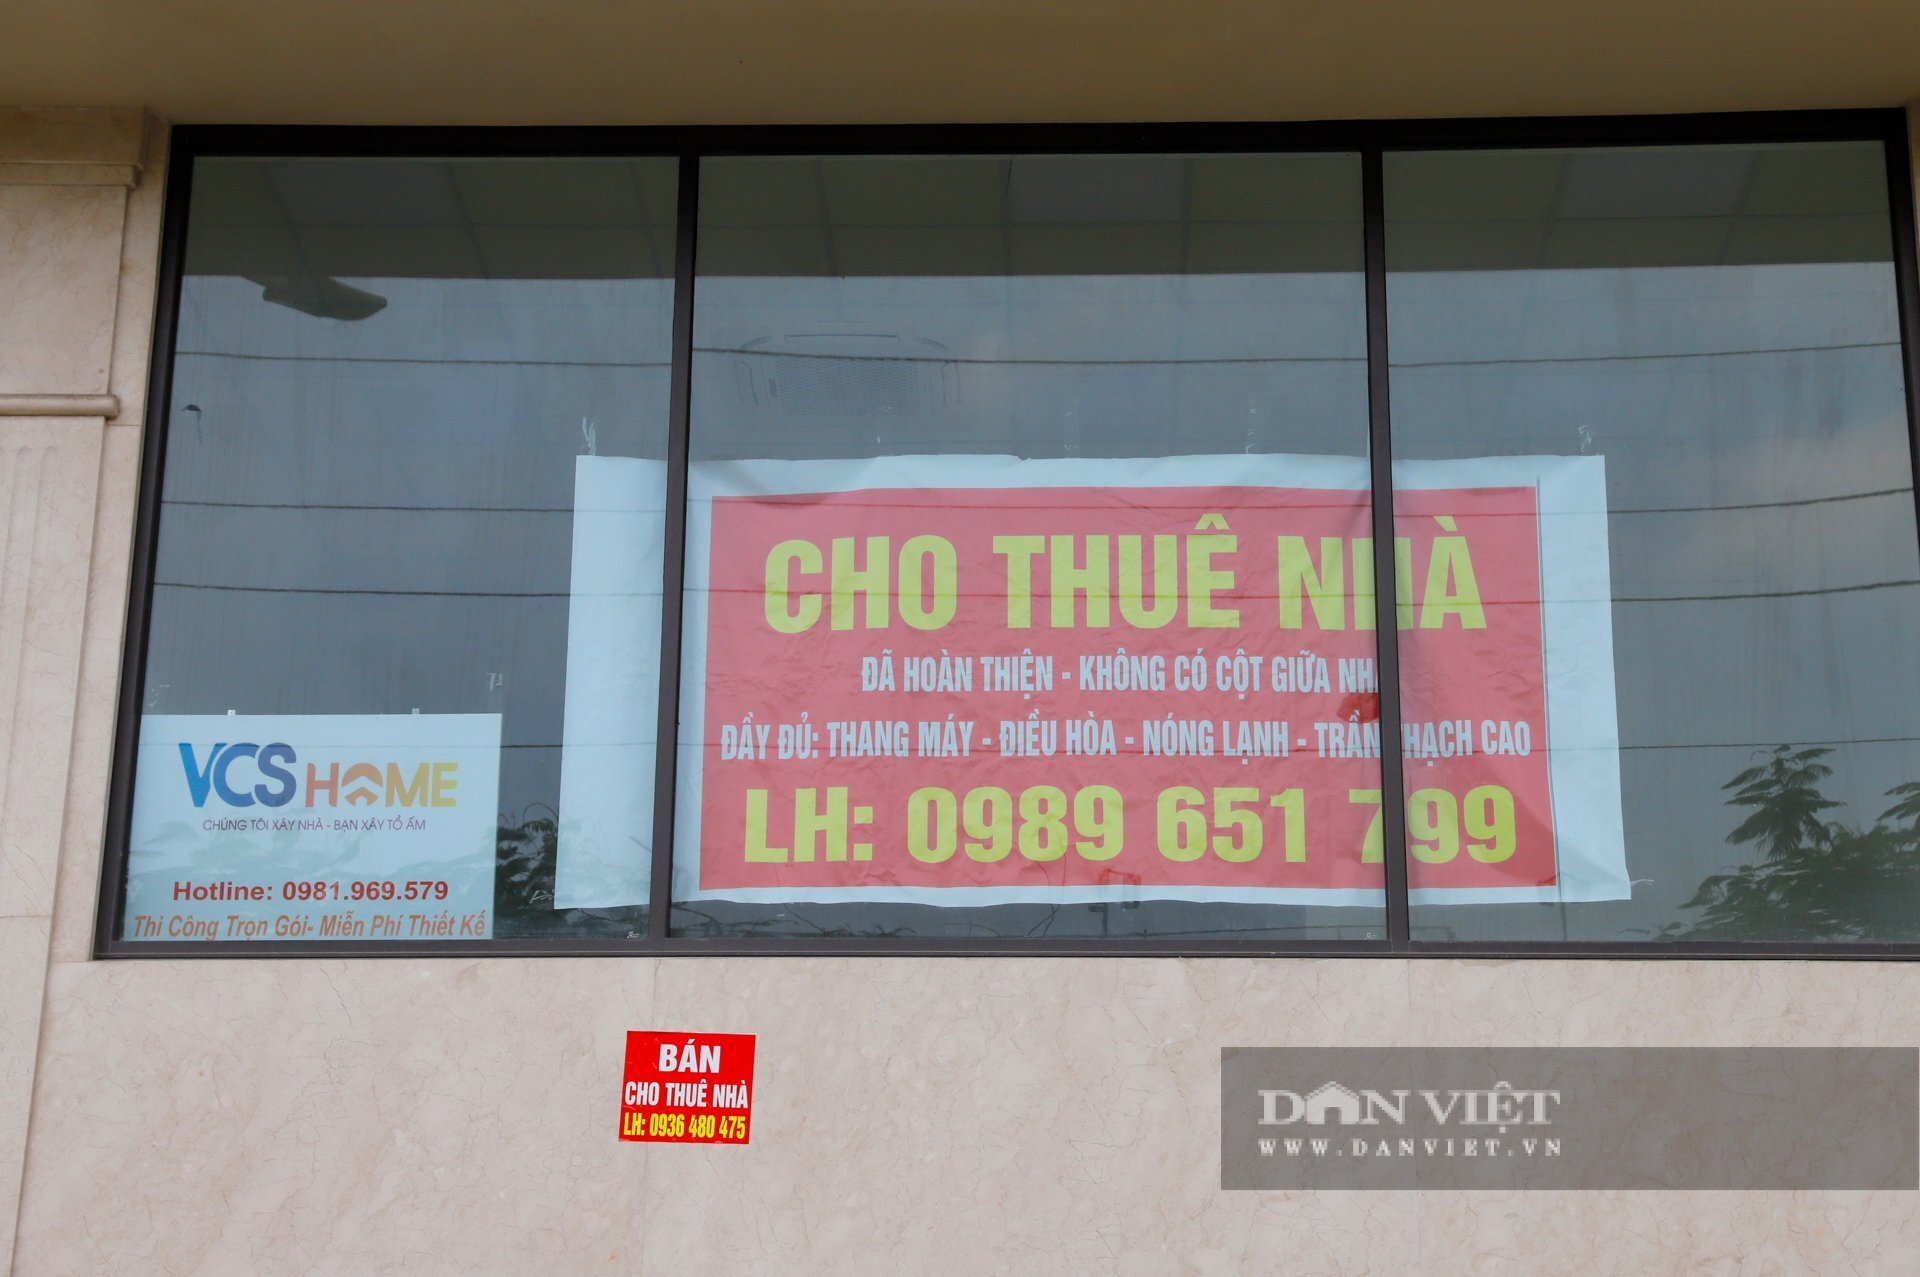 CHO THUÊ NHÀ
ĐÃ HOÀN THIỆN - KHÔNG CÓ CỘT GIỮA NHÀ
ĐẦY ĐỦ: THANG MÁY - ĐIỀU HÒA - NÓNG LẠNH - TRẦN THẠCH CAO
LH: 0989 651 799
VCS HOME
CHÚNG TÔI XÂY NHÀ - BẠN XÂY TỔ ẤM
Hotline: 0981.969.579
Thi Công Trọn Gói- Miễn Phí Thiết Kế
BÁN
CHO THUÊ NHÀ
LH: 0936 480 475
DÂN VIỆT
WWW.DANVIET.VN